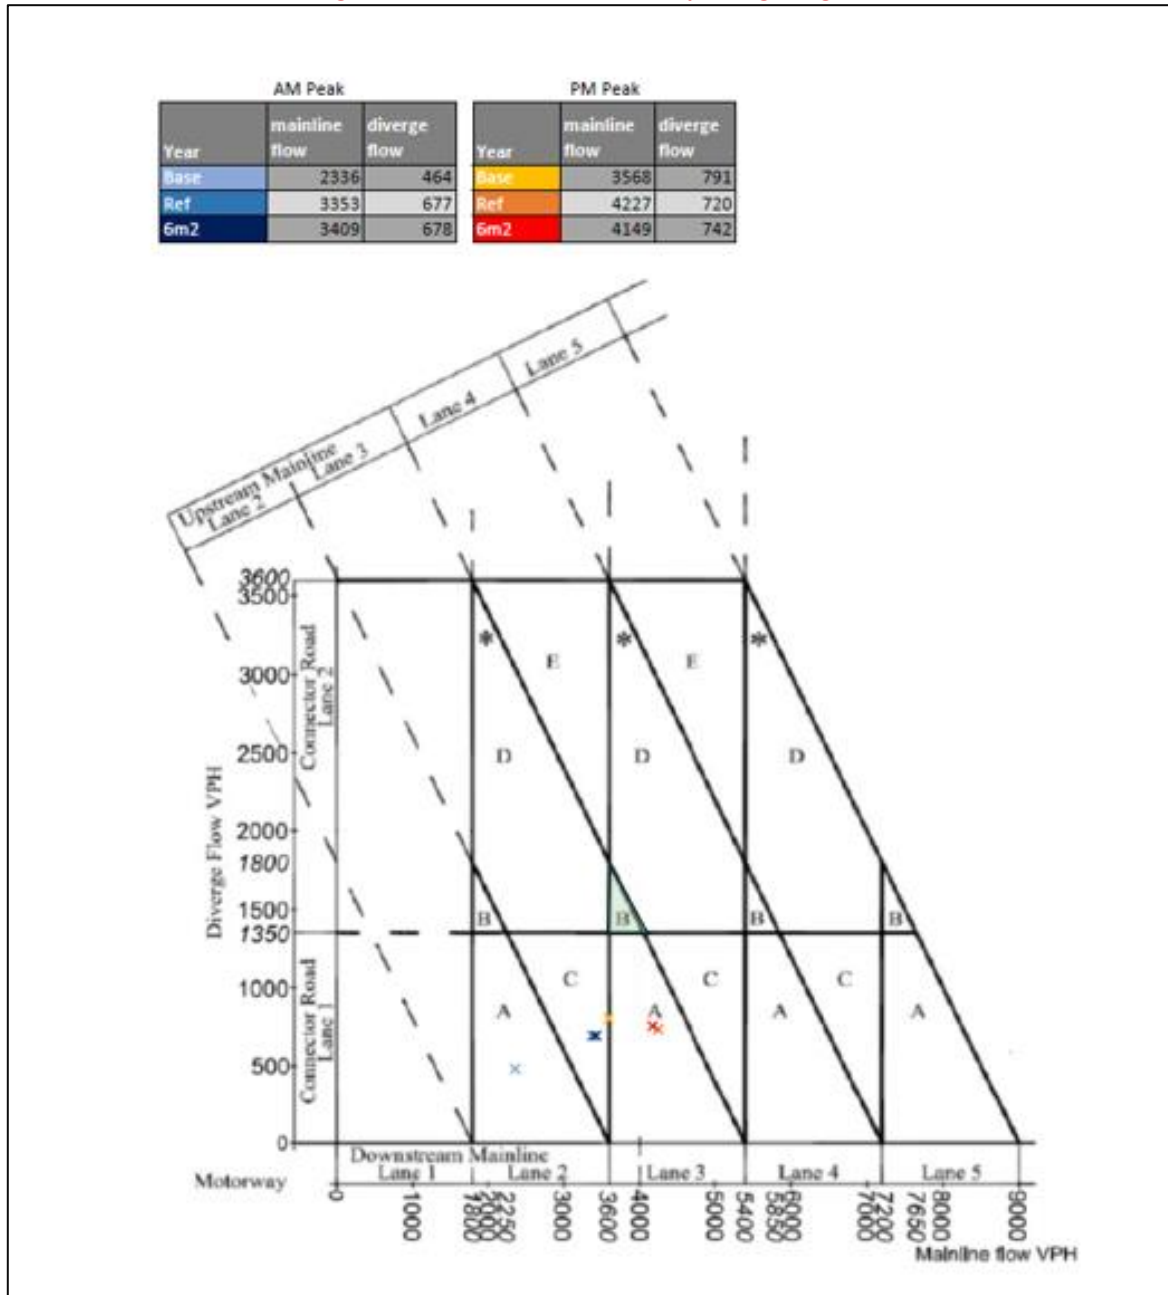 AM Peak
PM Peak
Year mainline flow diverge flow
Base 2336 464
Ref 3353 677
6m2 3409 678
Year mainline flow diverge flow
Base 3568 791
Ref 4227 720
6m2 4149 742
Upstream Mainline
Lane 2 Lane 3 Lane 4 Lane 5
Diverge Flow VPH
Connector Road
Lane 2
Connector Road
Lane 1
3600
3500
3000
2500
2000
1800
1500
1350
1000
500
0
* * *
E E
D D D
B B B B
C C C
A A A A
Downstream Mainline
Motorway Lane 1 Lane 2 Lane 3 Lane 4 Lane 5
0 1000 1800 2000 2250 3000 3600 4000 5000 5400 5850 6000 7000 7200 7650 8000 9000
Mainline flow VPH